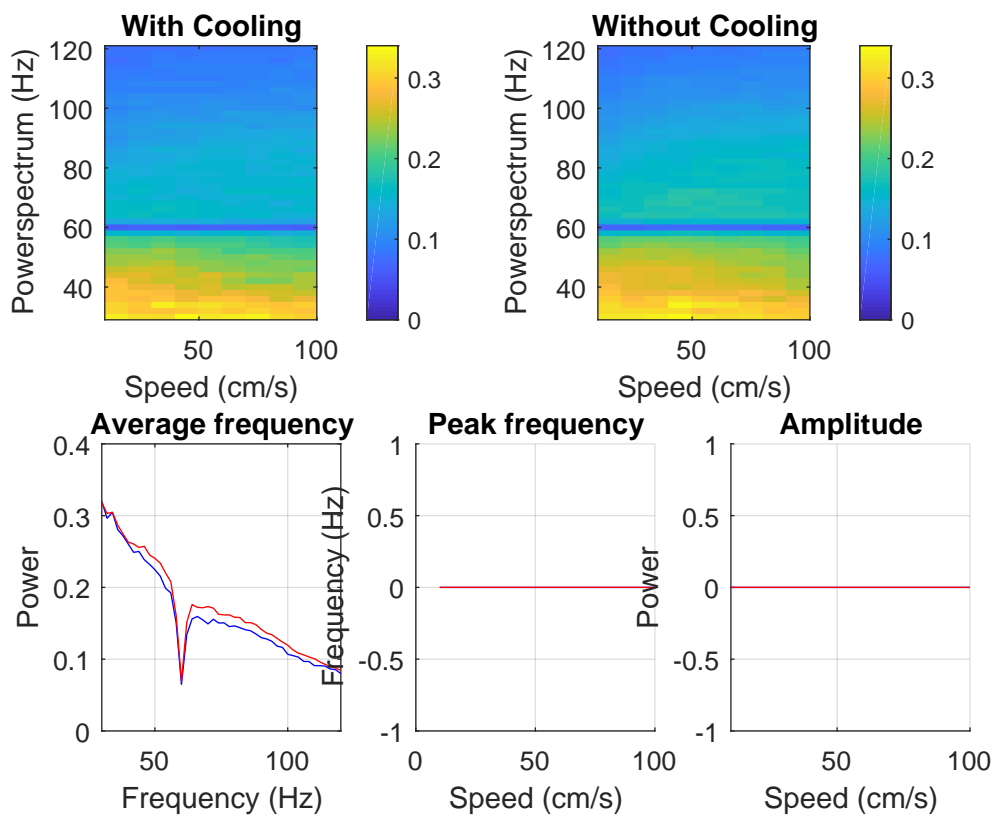 With Cooling
Powerspectrum (Hz)
120
100
80
60
40
50
100
Speed (cm/s)
0.3
0.2
0.1
0
Without Cooling
Powerspectrum (Hz)
120
100
80
60
40
50
100
Speed (cm/s)
0.3
0.2
0.1
0
Average frequency
Power
0.4
0.3
0.2
0.1
0
50
100
Frequency (Hz)
Peak frequency
Frequency (Hz)
1
0.5
0
-0.5
-1
0
50
100
Speed (cm/s)
Amplitude
Power
1
0.5
0
-0.5
-1
50
100
Speed (cm/s)